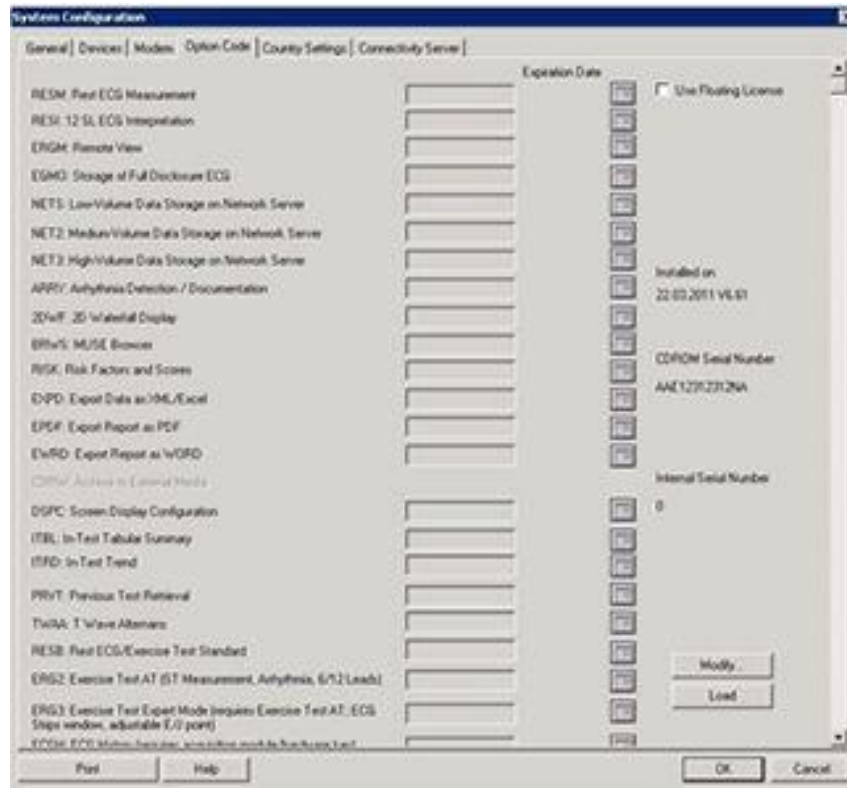 System Configuration
General
Devices
Modem
Option Code
Country Settings
Connectivity Server
Expiration Date
RESM: Rest ECG Measurement
Use Floating License
RESI: 12 SL ECG Interpretation
ERGM: Remote View
EGMO: Storage of Full Disclosure ECG
NETS: Low-Volume Data Storage on Network Server
NET2: Medium-Volume Data Storage on Network Server
NET3: High-Volume Data Storage on Network Server
Installed on
ARRY: Arrhythmia Detection / Documentation
22.03.2011 V6.61
2DWF: 2D Waterfall Display
BRWS: MUSE Browser
CDROM Serial Number
RISK: Risk Factors and Scores
EXPD: Export Data as XML/Excel
AAE12312312NA
EPDF: Export Report as PDF
EWRD: Export Report as WORD
Internal Serial Number
Archive to External Media
DSPC: Screen Display Configuration
0
ITBL: In-Test Tabular Summary
ITRD: In-Test Trend
PRVT: Previous Test Retrieval
TWAA: T Wave Alternans
RESB: Rest ECG/Exercise Test Standard
Modify...
ERG2: Exercise Test AT (ST Measurement, Arrhythmia, 6/12 Leads)
Load
ERG3: Exercise Test Expert Mode (requires Exercise Test AT; ECG
Strips window, adjustable E/J point)
Print
Help
OK
Cancel